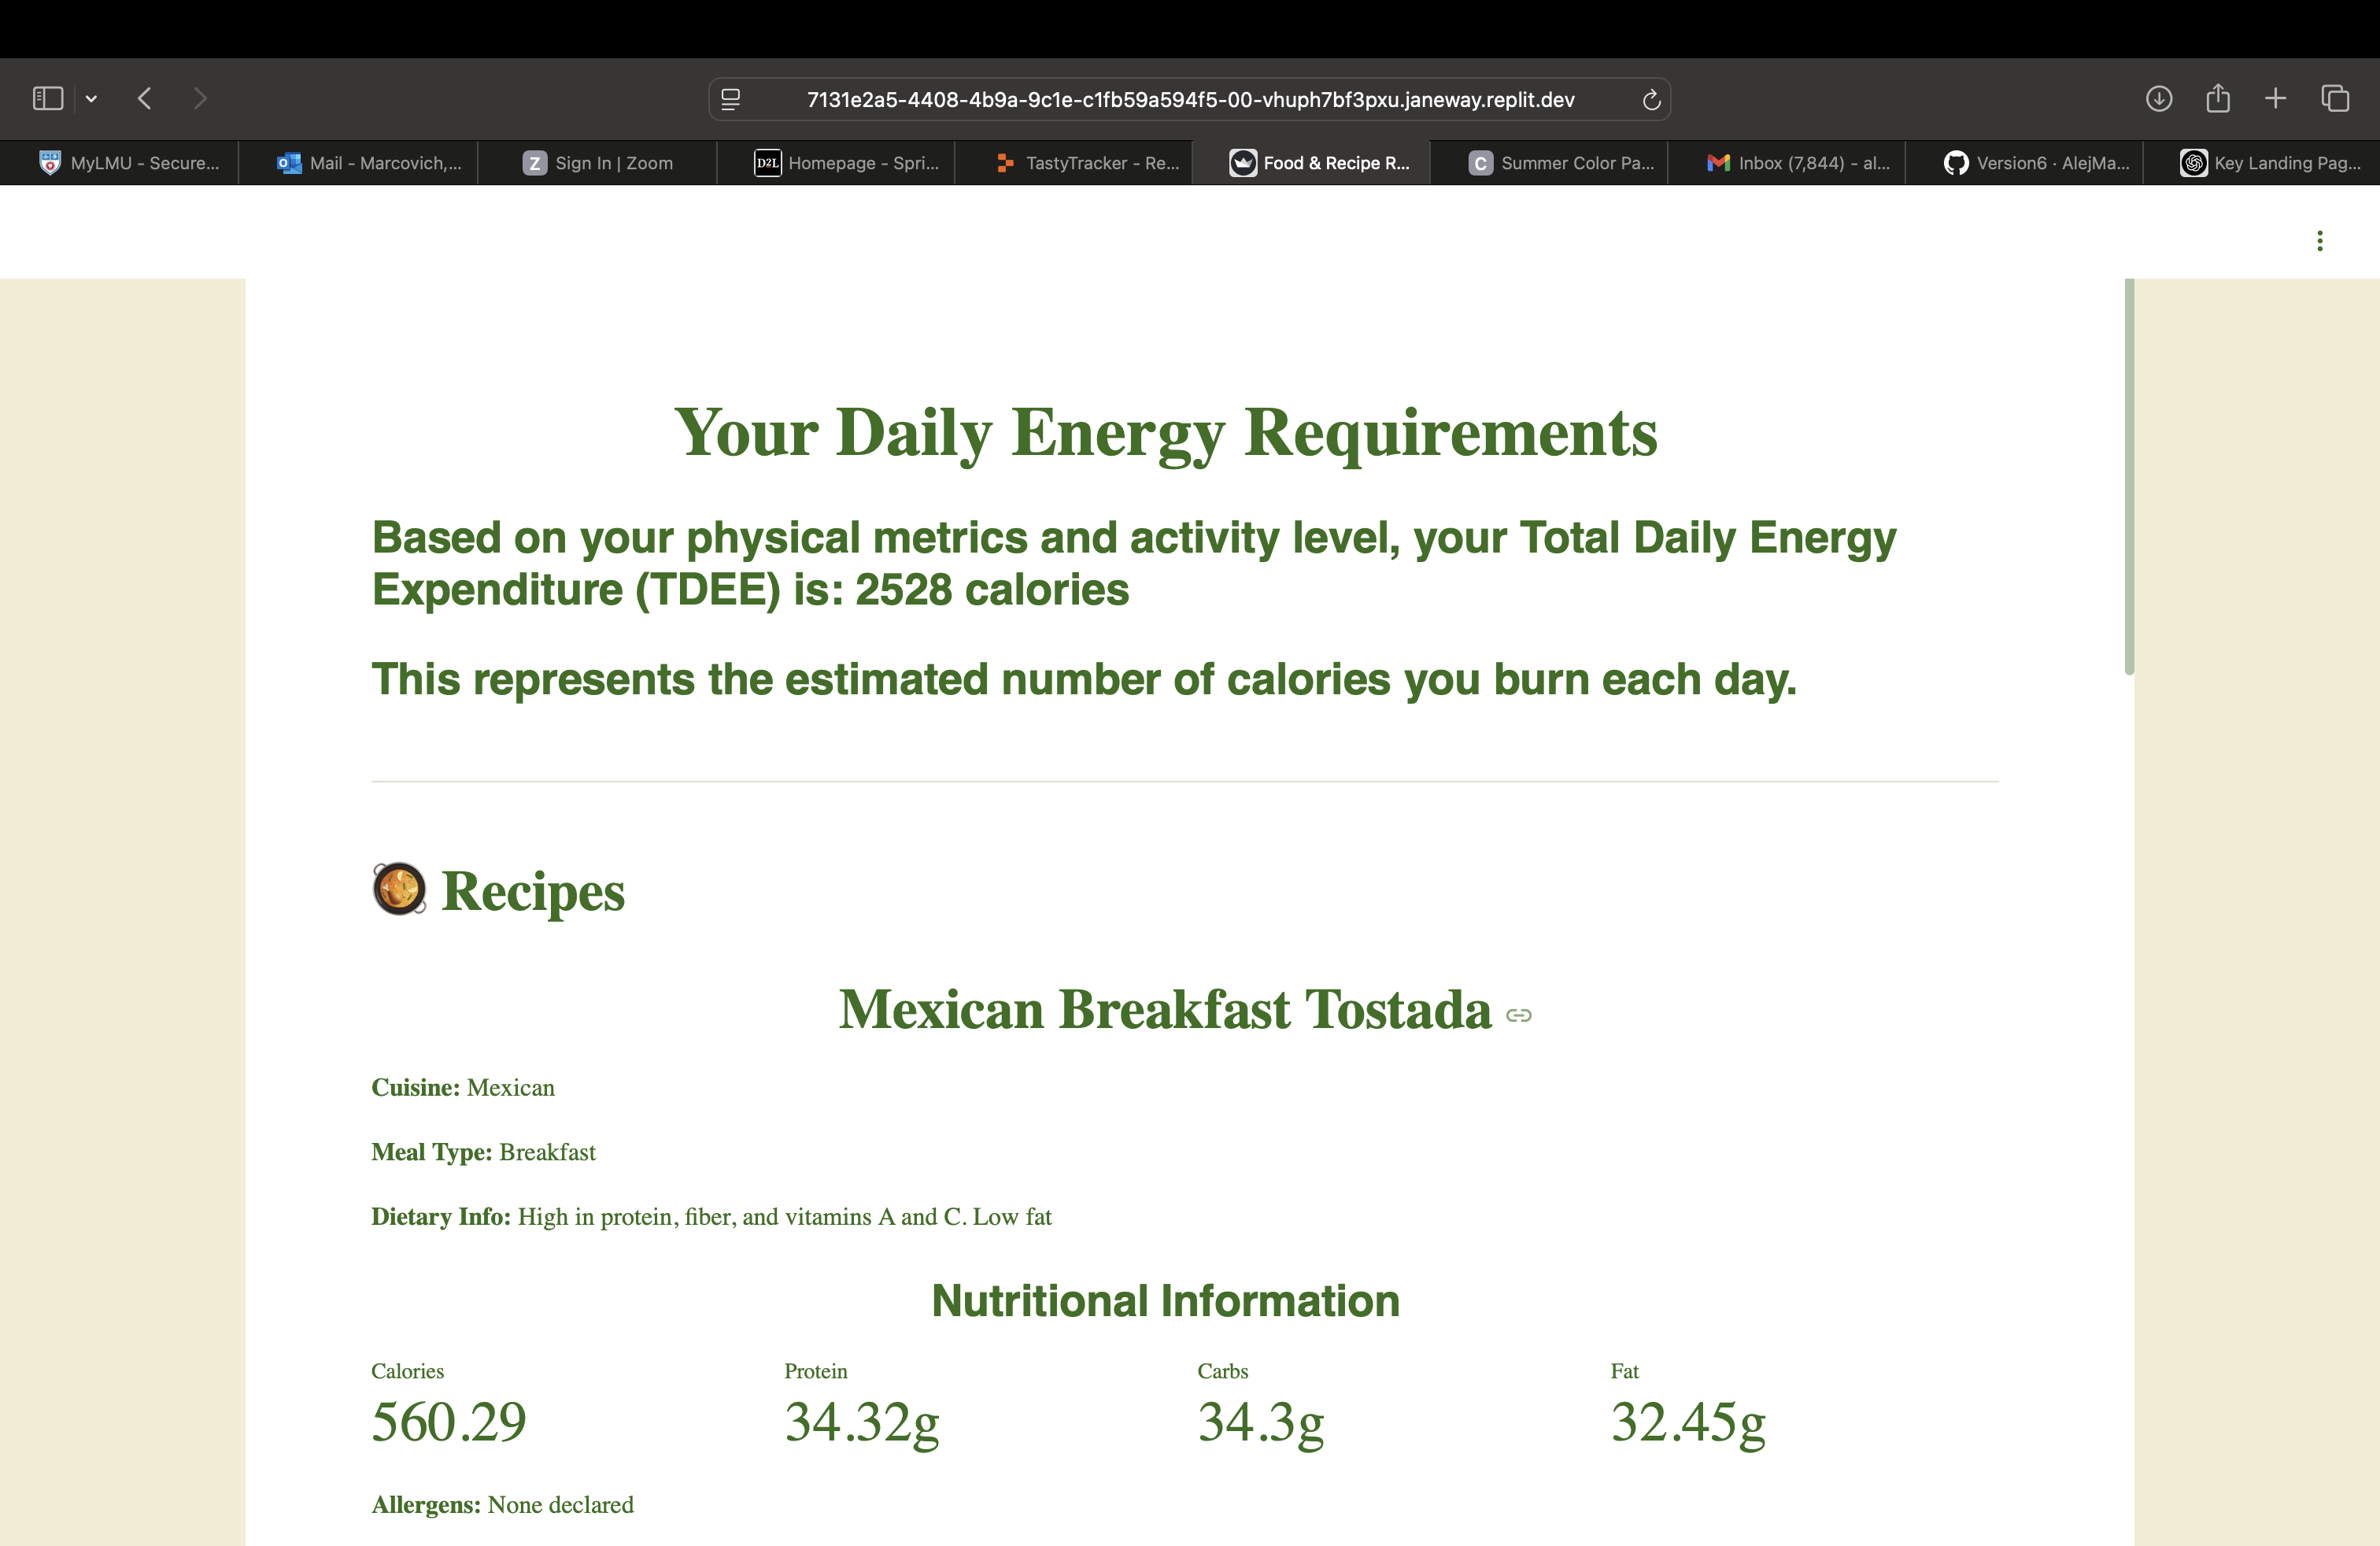 7131e2a5-4408-4b9a-9c1e-c1fb59a594f5-00-vhuph7bf3pxu.janeway.replit.dev
MyLMU - Secure... Mail - Marcovich,... Z Sign In | Zoom D2L Homepage - Spri... TastyTracker - Re... Food & Recipe R... C Summer Color Pa... Inbox (7,844) - al... Version6 · AlejMa... Key Landing Pag...
Your Daily Energy Requirements
Based on your physical metrics and activity level, your Total Daily Energy
Expenditure (TDEE) is: 2528 calories
This represents the estimated number of calories you burn each day.
Recipes
Mexican Breakfast Tostada
Cuisine: Mexican
Meal Type: Breakfast
Dietary Info: High in protein, fiber, and vitamins A and C. Low fat
Nutritional Information
Calories Protein Carbs Fat
560.29 34.32g 34.3g 32.45g
Allergens: None declared